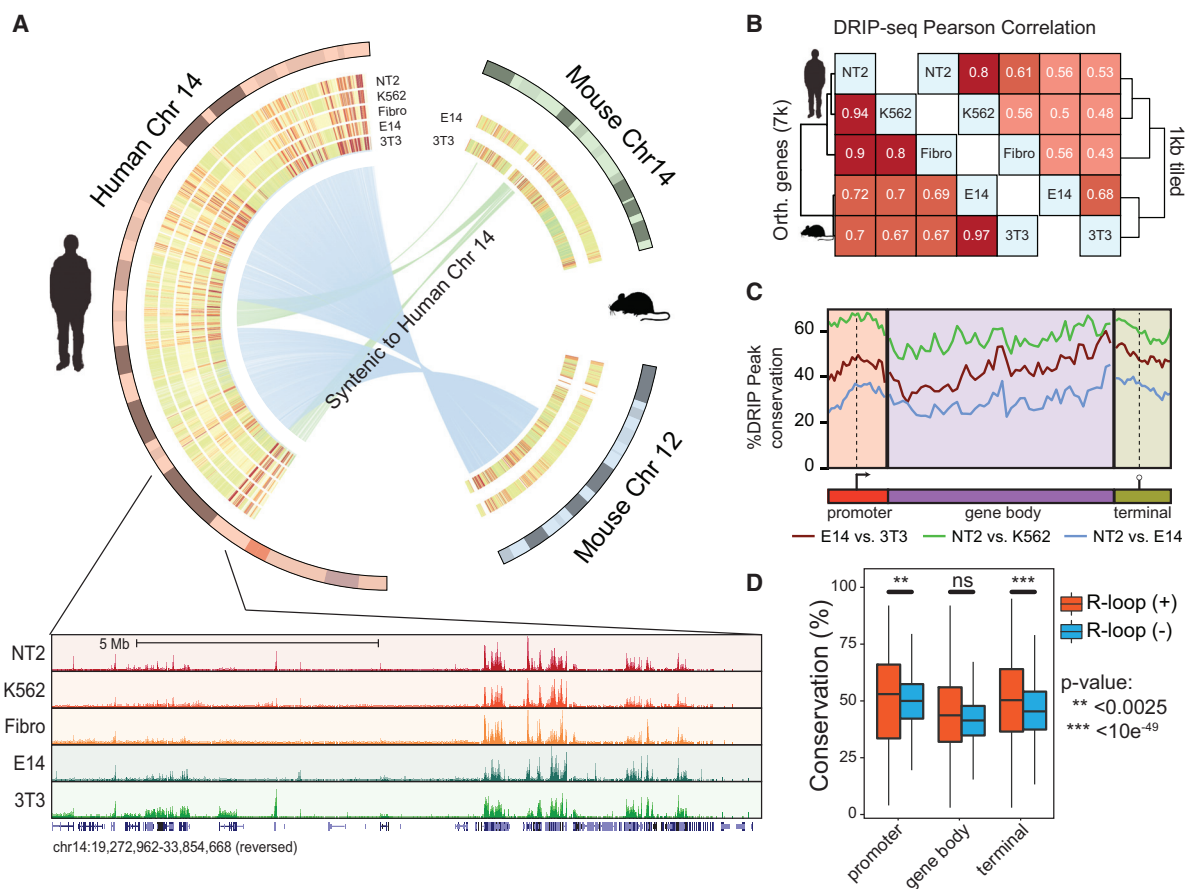 A
Human Chr 14
NT2
K562
Fibro
E14
3T3
E14
3T3
Mouse Chr14
Syntenic to Human Chr 14
Mouse Chr 12
5 Mb
NT2
K562
Fibro
E14
3T3
chr14:19,272,962-33,854,668 (reversed)
B
DRIP-seq Pearson Correlation
Orth. genes (7k)
NT2 NT2 0.8 0.61 0.56 0.53
0.94 K562 K562 0.56 0.5 0.48
0.9 0.8 Fibro Fibro 0.56 0.43
0.72 0.7 0.69 E14 E14 0.68
0.7 0.67 0.67 0.97 3T3 3T3
1kb tiled
C
%DRIP Peak
conservation
60
40
20
0
promoter gene body terminal
E14 vs. 3T3 NT2 vs. K562 NT2 vs. E14
D
Conservation (%)
100
75
50
25
0
** ns ***
promoter
gene body
terminal
R-loop (+)
R-loop (-)
p-value:
** <0.0025
*** <10e-49